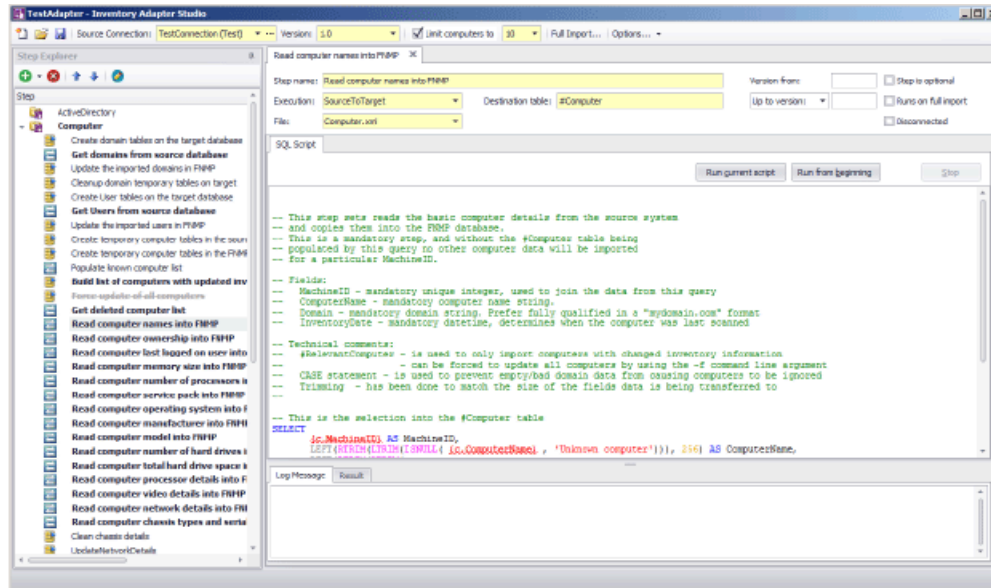 TestAdapter - Inventory Adapter Studio
Source Connection: TestConnection (Test) ... Version: 1.0 Limit computers to 10 Full Import... Options...
Step Explorer
Read computer names into FNMP
Step name: Read computer names into FNMP Version from: Step is optional
Execution: SourceToTarget Destination table: #Computer Up to version: Runs on full import
File: Computer.xml Disconnected
Step
ActiveDirectory
Computer
Create domain tables on the target database
Get domains from source database
Update the imported domains in FNMP
Cleanup domain temporary tables on target
Create User tables on the target database
Get Users from source database
Update the imported users in FNMP
Create temporary computer tables in the sourc
Create temporary computer tables in the FNMP
Populate known computer list
Build list of computers with updated inv
Force update of all computers
Get deleted computer list
Read computer names into FNMP
Read computer ownership into FNMP
Read computer last logged on user into
Read computer memory size into FNMP
Read computer number of processors i
Read computer service pack into FNMP
Read computer operating system into F
Read computer manufacturer into FNMP
Read computer model into FNMP
Read computer number of hard drives i
Read computer total hard drive space i
Read computer processor details into F
Read computer video details into FNMP
Read computer network details into FNM
Read computer chassis types and serial
Clean chassis details
UpdateNetworkDetails
SQL Script
Run current script Run from beginning Stop
-- This step sets reads the basic computer details from the source system
-- and copies them into the FNMP database.
-- This is a mandatory step, and without the #Computer table being
-- populated by this query no other computer data will be imported
-- for a particular MachineID.
-- Fields:
-- MachineID - mandatory unique integer, used to join the data from this query
-- ComputerName - mandatory computer name string.
-- Domain - mandatory domain string. Prefer fully qualified in a "mydomain.com" format
-- InventoryDate - mandatory datetime, determines when the computer was last scanned
-- Technical comments:
-- #RelevantComputer - is used to only import computers with changed inventory information
-- - can be forced to update all computers by using the -f command line argument
-- CASE statement - is used to prevent empty/bad domain data from causing computers to be ignored
-- Trimming - has been done to match the size of the fields data is being transferred to
--
-- This is the selection into the #Computer table
SELECT
{c.MachineID} AS MachineID,
LEFT(RTRIM(LTRIM(ISNULL( {c.ComputerName} , 'Unknown computer'))), 256) AS ComputerName,
Log Message Result